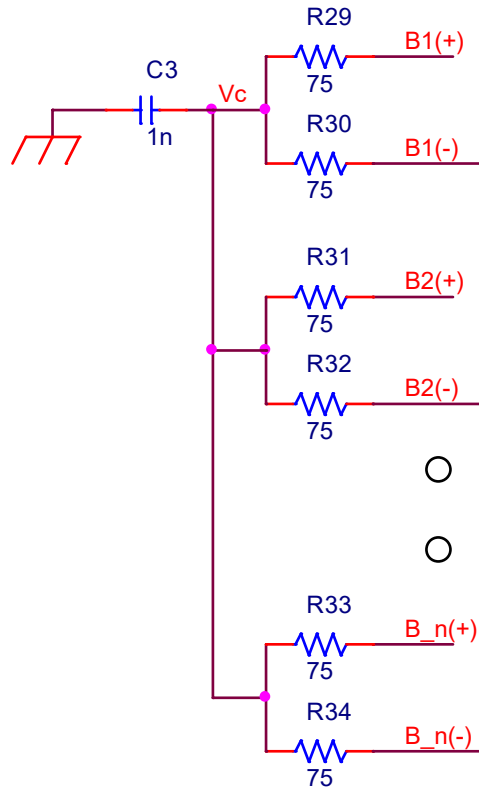 R29
B1(+)
75
C3
Vc
1n
R30
B1(-)
75
R31
B2(+)
75
R32
B2(-)
75
R33
B_n(+)
75
R34
B_n(-)
75